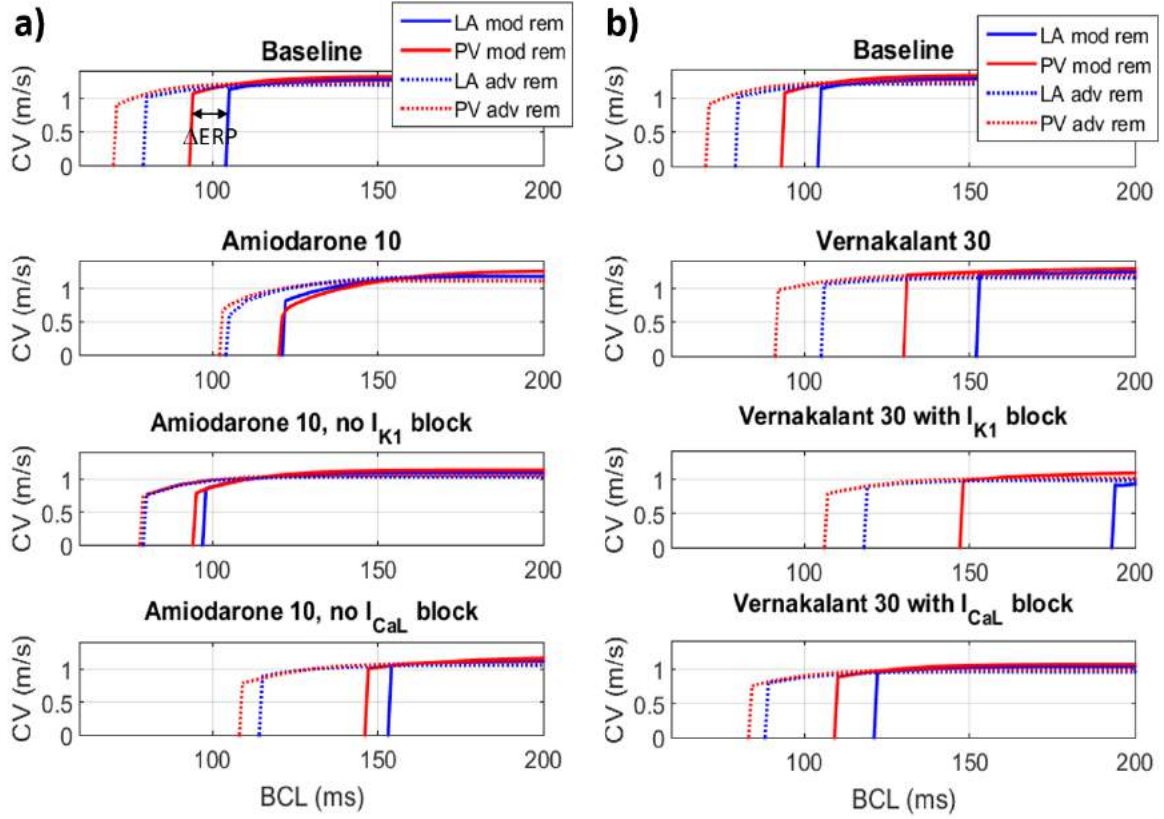 a)
Baseline
LA mod rem
PV mod rem
LA adv rem
PV adv rem
CV (m/s)
1
0.5
0
ΔERP
100
150
200
Amiodarone 10
CV (m/s)
1
0.5
0
100
150
200
Amiodarone 10, no I_K1 block
CV (m/s)
1
0.5
0
100
150
200
Amiodarone 10, no I_CaL block
CV (m/s)
1
0.5
0
100
150
200
BCL (ms)
b)
Baseline
LA mod rem
PV mod rem
LA adv rem
PV adv rem
CV (m/s)
1
0.5
0
100
150
200
Vernakalant 30
CV (m/s)
1
0.5
0
100
150
200
Vernakalant 30 with I_K1 block
CV (m/s)
1
0.5
0
100
150
200
Vernakalant 30 with I_CaL block
CV (m/s)
1
0.5
0
100
150
200
BCL (ms)